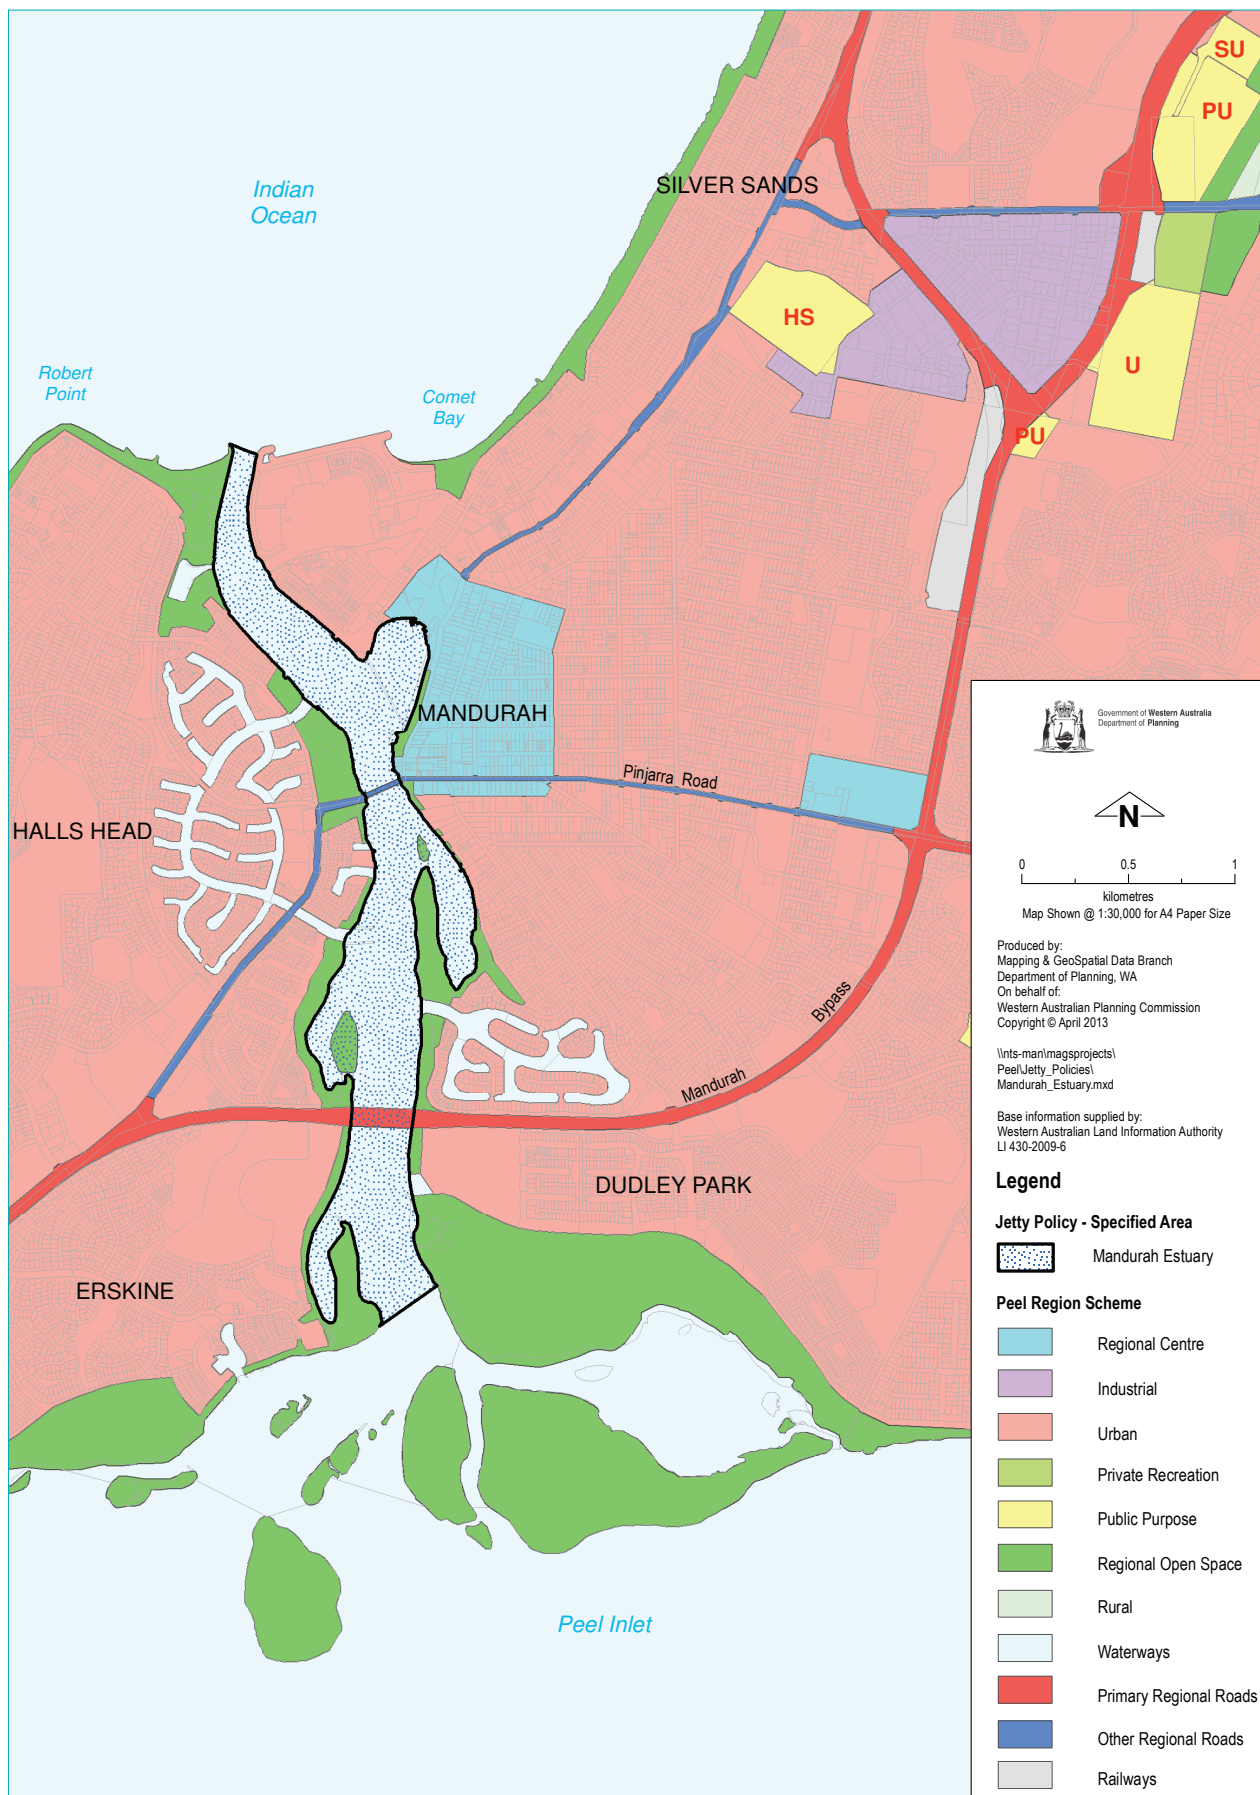 SU
PU
SILVER SANDS
Indian
Ocean
HS
U
Robert
Point
Comet
Bay
PU
MANDURAH
Pinjarra Road
HALLS HEAD
Bypass
Mandurah
DUDLEY PARK
ERSKINE
Peel Inlet
Government of Western Australia
Department of Planning
N
0 0.5 1
kilometres
Map Shown @ 1:30,000 for A4 Paper Size
Produced by:
Mapping & GeoSpatial Data Branch
Department of Planning, WA
On behalf of:
Western Australian Planning Commission
Copyright © April 2013
\\nts-man\magsprojects\
Peel\Jetty_Policies\
Mandurah_Estuary.mxd
Base information supplied by:
Western Australian Land Information Authority
LI 430-2009-6
Legend
Jetty Policy - Specified Area
Mandurah Estuary
Peel Region Scheme
Regional Centre
Industrial
Urban
Private Recreation
Public Purpose
Regional Open Space
Rural
Waterways
Primary Regional Roads
Other Regional Roads
Railways